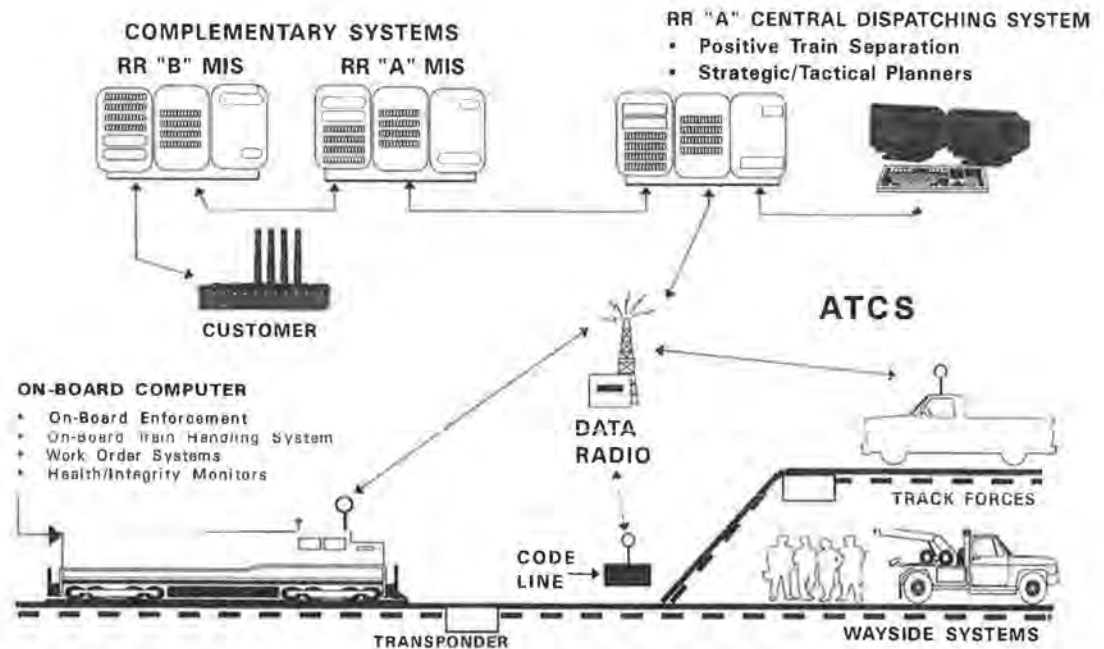 COMPLEMENTARY SYSTEMS
RR "B" MIS
RR "A" MIS
RR "A" CENTRAL DISPATCHING SYSTEM
• Positive Train Separation
• Strategic/Tactical Planners
CUSTOMER
ATCS
ON-BOARD COMPUTER
• On-Board Enforcement
• On-Board Train Handling System
• Work Order Systems
• Health/Integrity Monitors
DATA
RADIO
TRACK FORCES
CODE
LINE
TRANSPONDER
WAYSIDE SYSTEMS